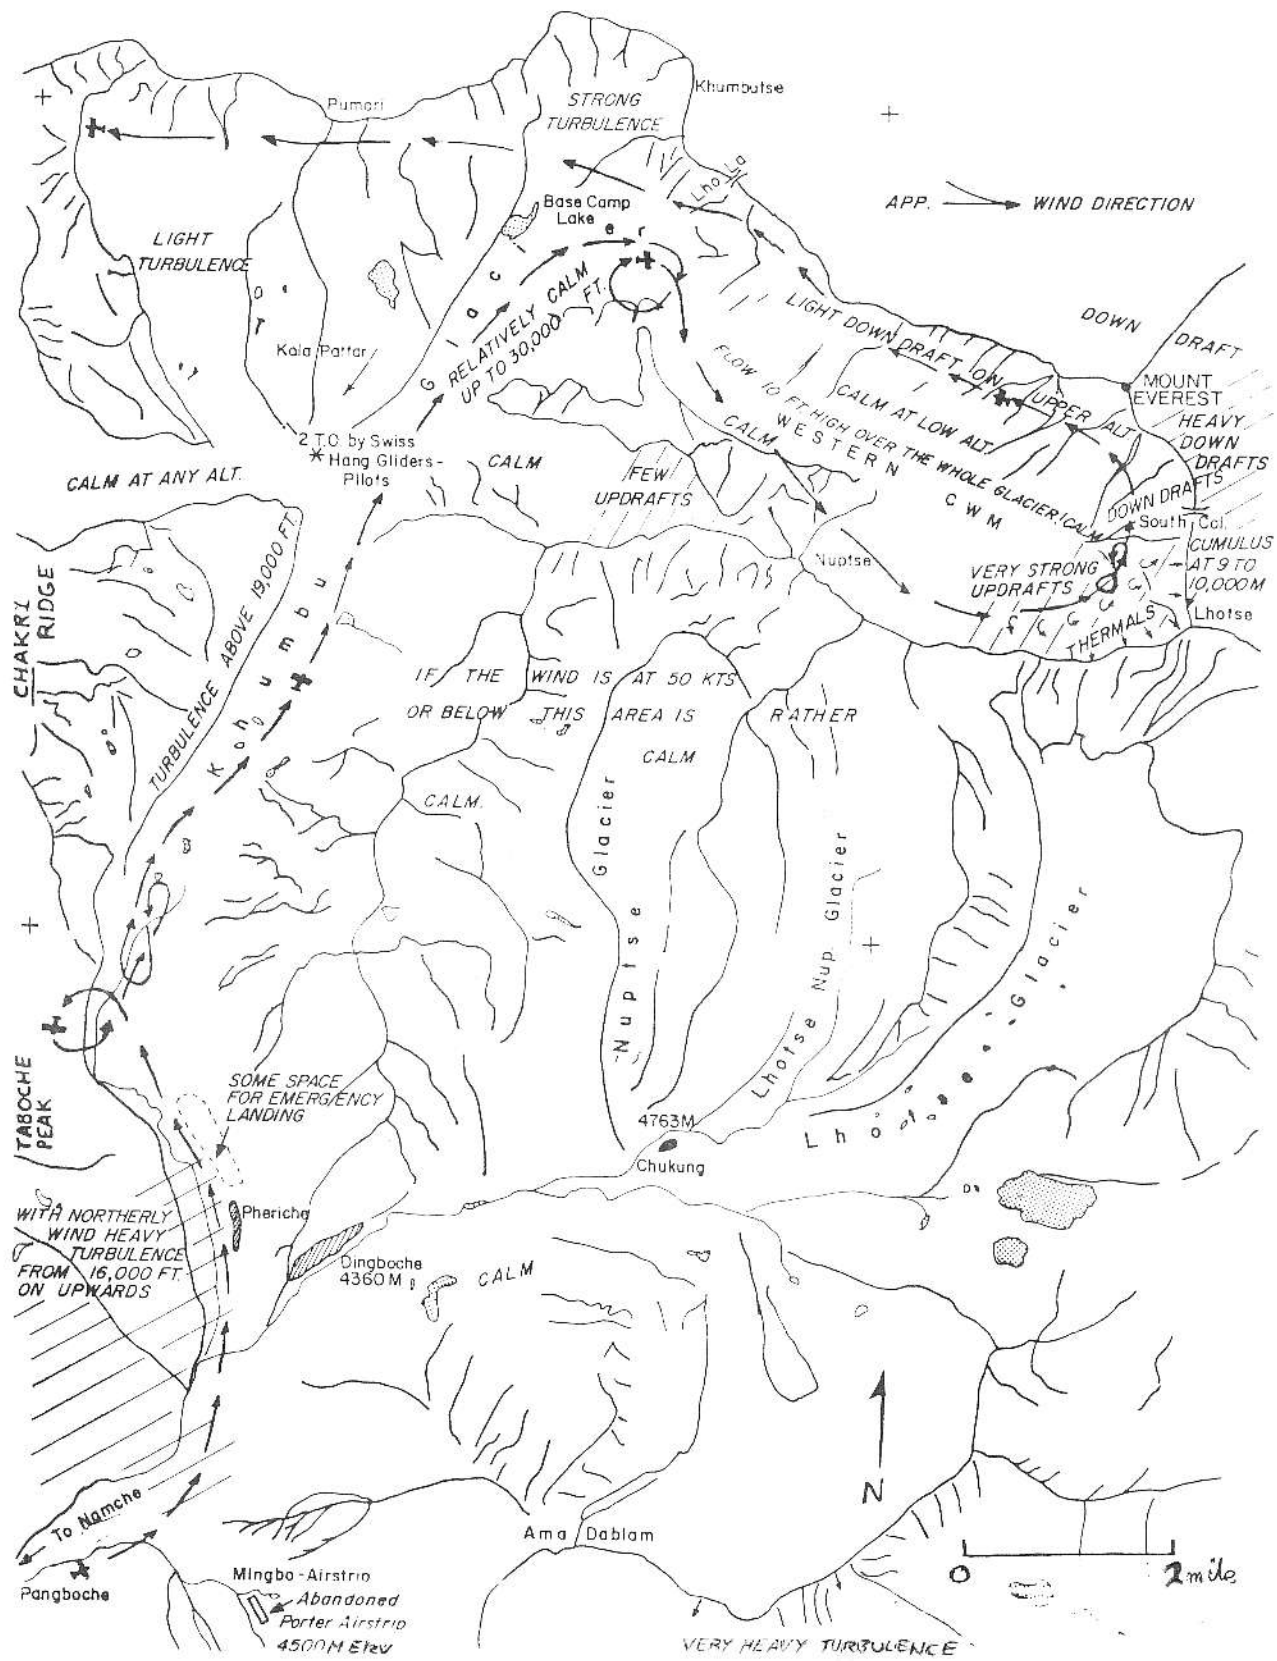 Khumbutse
Pumori
STRONG
TURBULENCE
Lho La
Base Camp
Lake
APP.
WIND DIRECTION
LIGHT
TURBULENCE
RELATIVELY CALM
UP TO 30,000 FT.
LIGHT DOWN DRAFT ON UPPER ALT
DOWN
DRAFT
Kala Pattar
FLOW 10 FT. HIGH OVER THE WHOLE GLACIER! CALM
CALM AT LOW ALT.
MOUNT
EVEREST
HEAVY
DOWN
DRAFTS
CALM
WESTERN
CWM
2 T.O. by Swiss
Hang Gliders-
Pilots
CALM
FEW
UPDRAFTS
CALM AT ANY ALT.
DOWN DRAFTS
South Col.
CUMULUS
AT 9 TO
10,000 M
Nuptse
VERY STRONG
UPDRAFTS
THERMALS
Lhotse
CHAKRI
RIDGE
TURBULENCE ABOVE 19,000 FT.
Kohumbu Glacier
IF THE WIND IS AT 50 KTS
OR BELOW THIS AREA IS RATHER
CALM
CALM.
Nuptse Glacier
Lhotse Nup Glacier
Lhotse Glacier
TABOCHE
PEAK
SOME SPACE
FOR EMERGENCY
LANDING
4763M
Chukung
WITH NORTHERLY
WIND HEAVY
TURBULENCE
FROM 16,000 FT.
ON UPWARDS
Pheriche
Dingboche
4360 M
CALM
N
To Namche
Pangboche
Ama Dablam
Mingbo-Airstrip
Abandoned
Porter Airstrip
4500 M Elev
0 2 mile
VERY HEAVY TURBULENCE